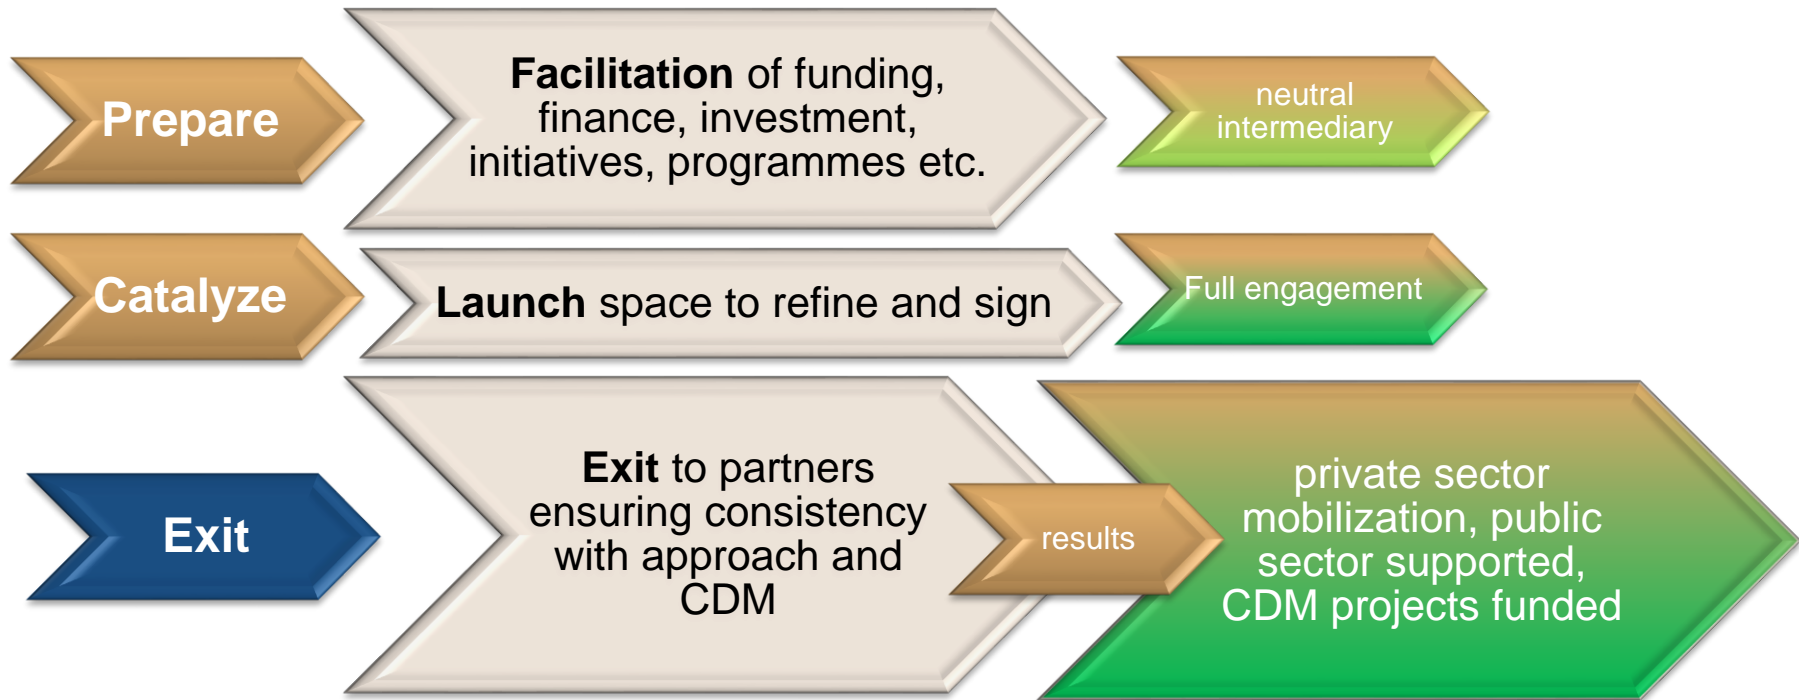 Prepare
Facilitation of funding,
finance, investment,
initiatives, programmes etc.
neutral
intermediary
Catalyze
Launch space to refine and sign
Full engagement
Exit
Exit to partners
ensuring consistency
with approach and
CDM
results
private sector
mobilization, public
sector supported,
CDM projects funded